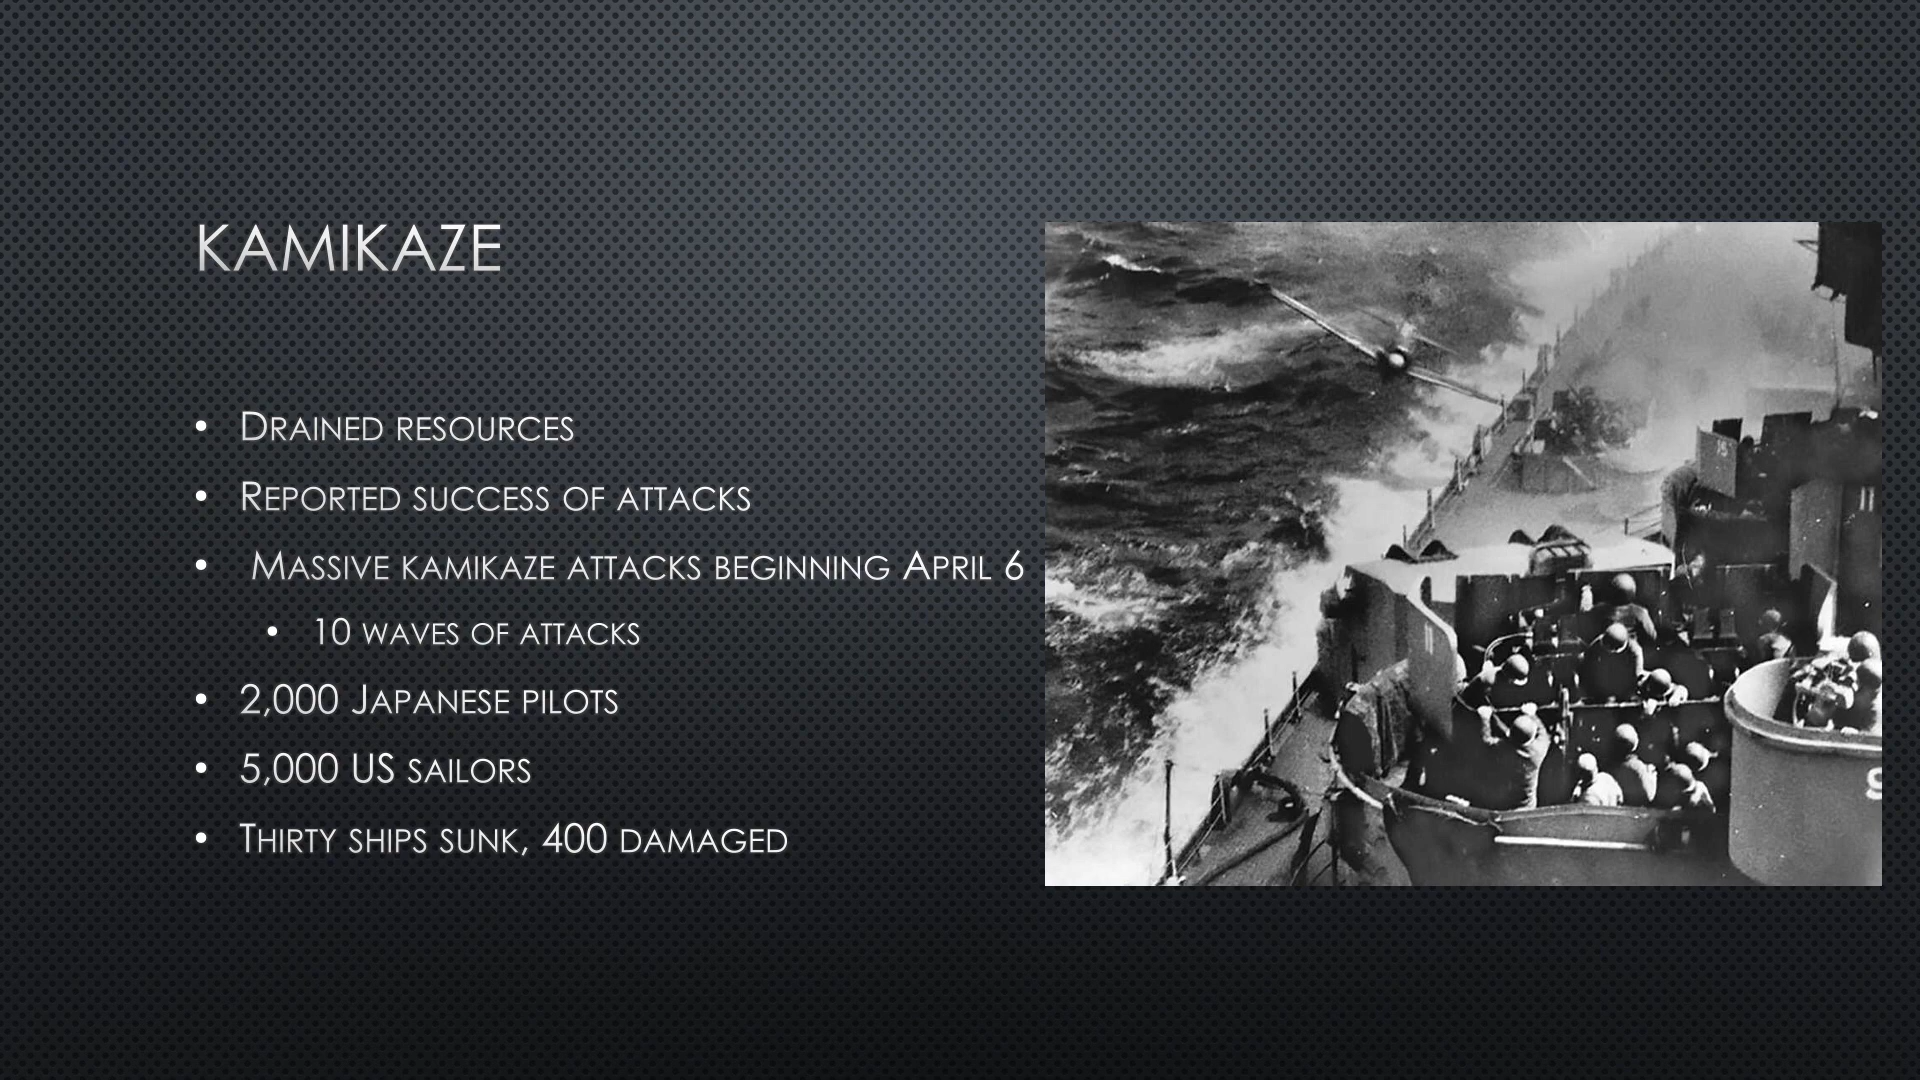 KAMIKAZE
• DRAINED RESOURCES
• REPORTED SUCCESS OF ATTACKS
• MASSIVE KAMIKAZE ATTACKS BEGINNING APRIL 6
• 10 WAVES OF ATTACKS
• 2,000 JAPANESE PILOTS
• 5,000 US SAILORS
• THIRTY SHIPS SUNK, 400 DAMAGED
11